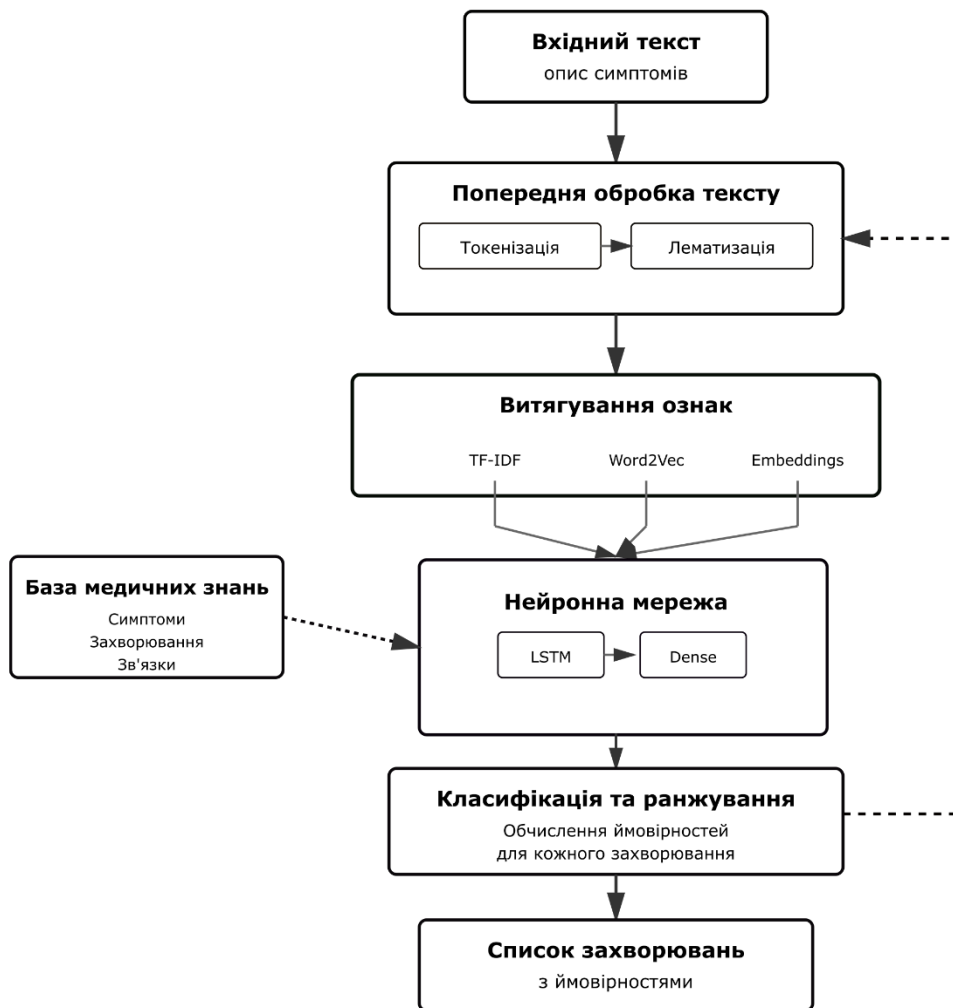 Вхідний текст
опис симптомів
Попередня обробка тексту
Токенізація
Лематизація
Витягування ознак
TF-IDF
Word2Vec
Embeddings
База медичних знань
Симптоми
Захворювання
Зв'язки
Нейронна мережа
LSTM
Dense
Класифікація та ранжування
Обчислення ймовірностей
для кожного захворювання
Список захворювань
з ймовірностями